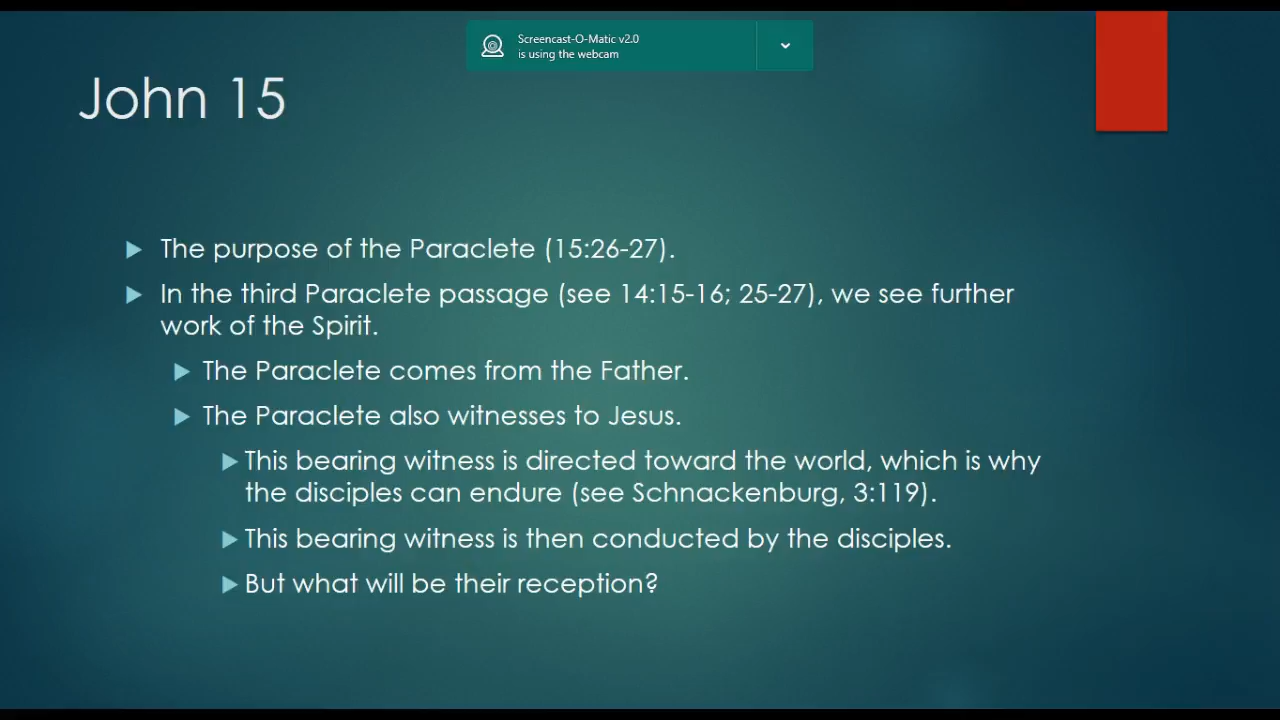 Screencast-O-Matic v2.0
is using the webcam
John 15
The purpose of the Paraclete (15:26-27).
In the third Paraclete passage (see 14:15-16; 25-27), we see further
work of the Spirit.
The Paraclete comes from the Father.
The Paraclete also witnesses to Jesus.
This bearing witness is directed toward the world, which is why
the disciples can endure (see Schnackenburg, 3:119).
This bearing witness is then conducted by the disciples.
But what will be their reception?